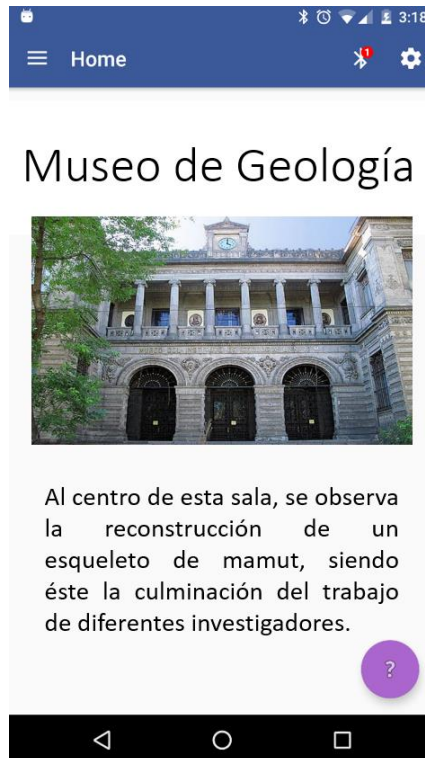 3:18
Home
1
Museo de Geología
Al centro de esta sala, se observa
la reconstrucción de un
esqueleto de mamut, siendo
éste la culminación del trabajo
de diferentes investigadores.
?